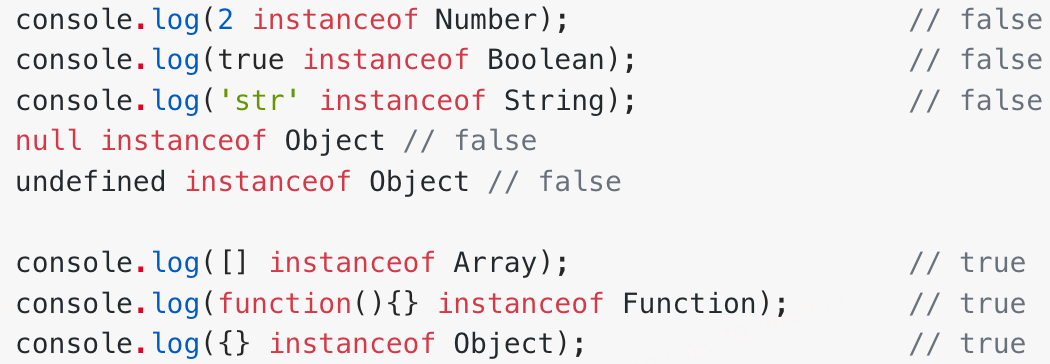 console.log(2 instanceof Number); // false
console.log(true instanceof Boolean); // false
console.log('str' instanceof String); // false
null instanceof Object // false
undefined instanceof Object // false
console.log([] instanceof Array); // true
console.log(function(){} instanceof Function); // true
console.log({} instanceof Object); // true